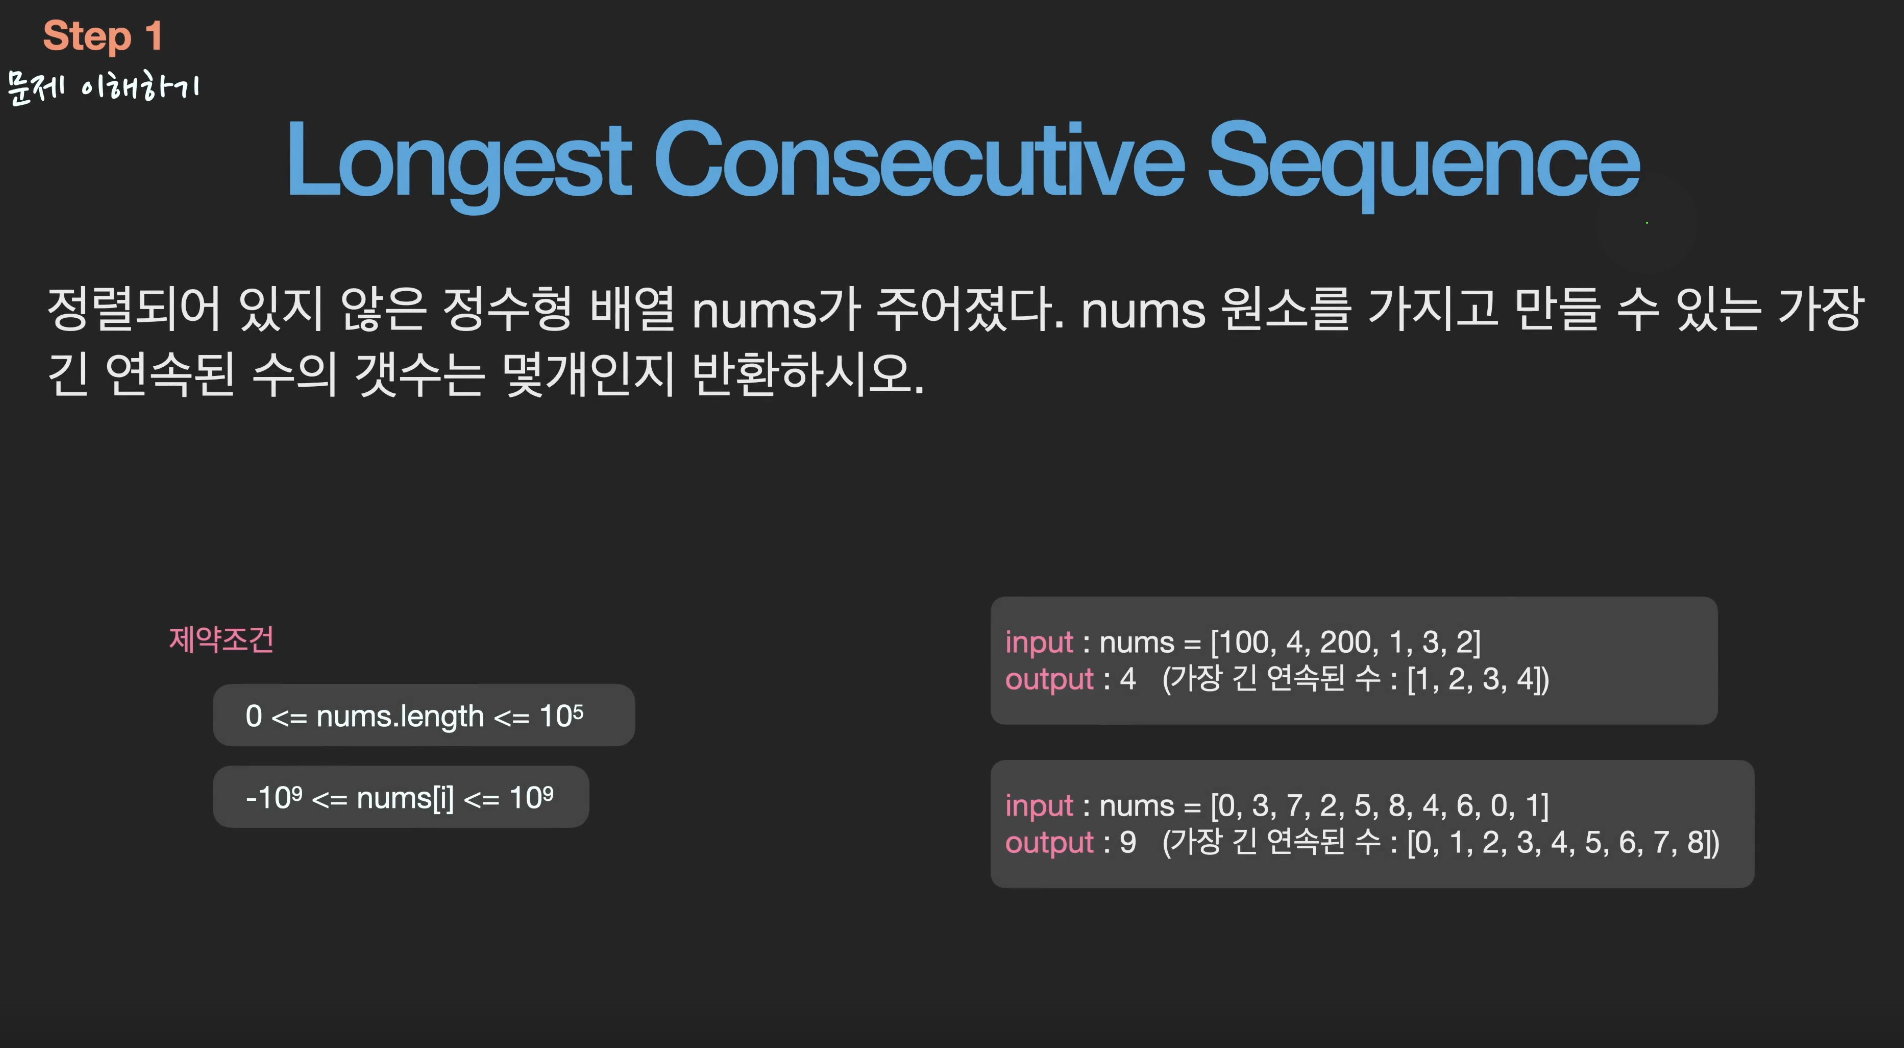 Step 1
문제 이해하기
Longest Consecutive Sequence
정렬되어 있지 않은 정수형 배열 nums가 주어졌다. nums 원소를 가지고 만들 수 있는 가장
긴 연속된 수의 갯수는 몇개인지 반환하시오.
제약조건
0 <= nums.length <= 10⁵
-10⁹ <= nums[i] <= 10⁹
input : nums = [100, 4, 200, 1, 3, 2]
output : 4 (가장 긴 연속된 수 : [1, 2, 3, 4])
input : nums = [0, 3, 7, 2, 5, 8, 4, 6, 0, 1]
output : 9 (가장 긴 연속된 수 : [0, 1, 2, 3, 4, 5, 6, 7, 8])